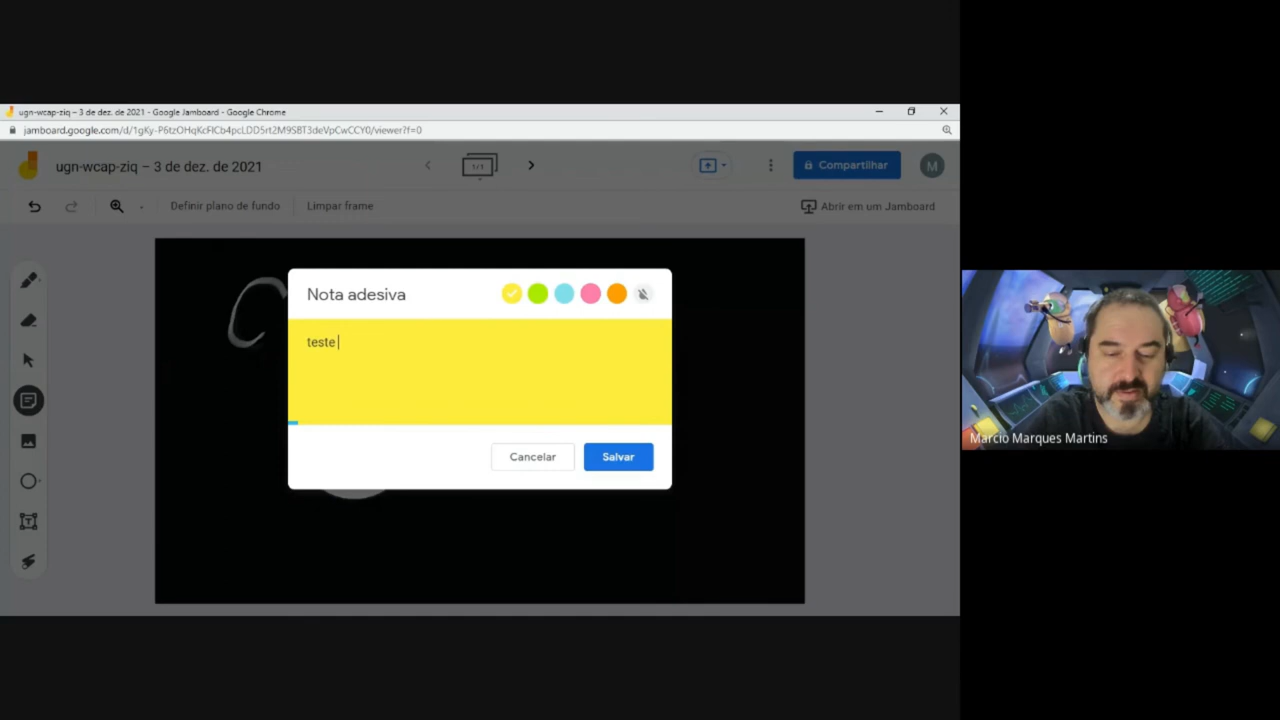 ugn-wcap-ziq – 3 de dez. de 2021 - Google Jamboard - Google Chrome
jamboard.google.com/d/1gKy-P6tzOHqKcFICb4pcLDD5rt2M9SBT3deVpCwCCY0/viewer?f=0
ugn-wcap-ziq – 3 de dez. de 2021
1/1
Compartilhar
M
Definir plano de fundo
Limpar frame
Abrir em um Jamboard
Nota adesiva
teste
Cancelar
Salvar
Marcio Marques Martins